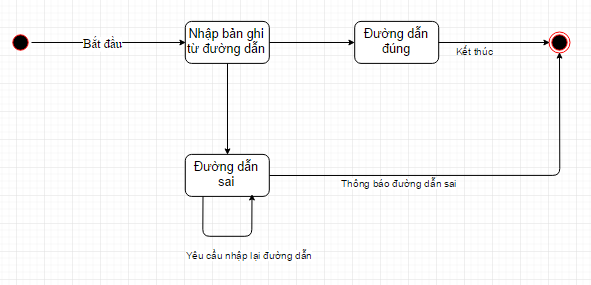 Bắt đầu
Nhập bản ghi
từ đường dẫn
Đường dẫn
đúng
Kết thúc
Đường dẫn
sai
Thông báo đường dẫn sai
Yêu cầu nhập lại đường dẫn